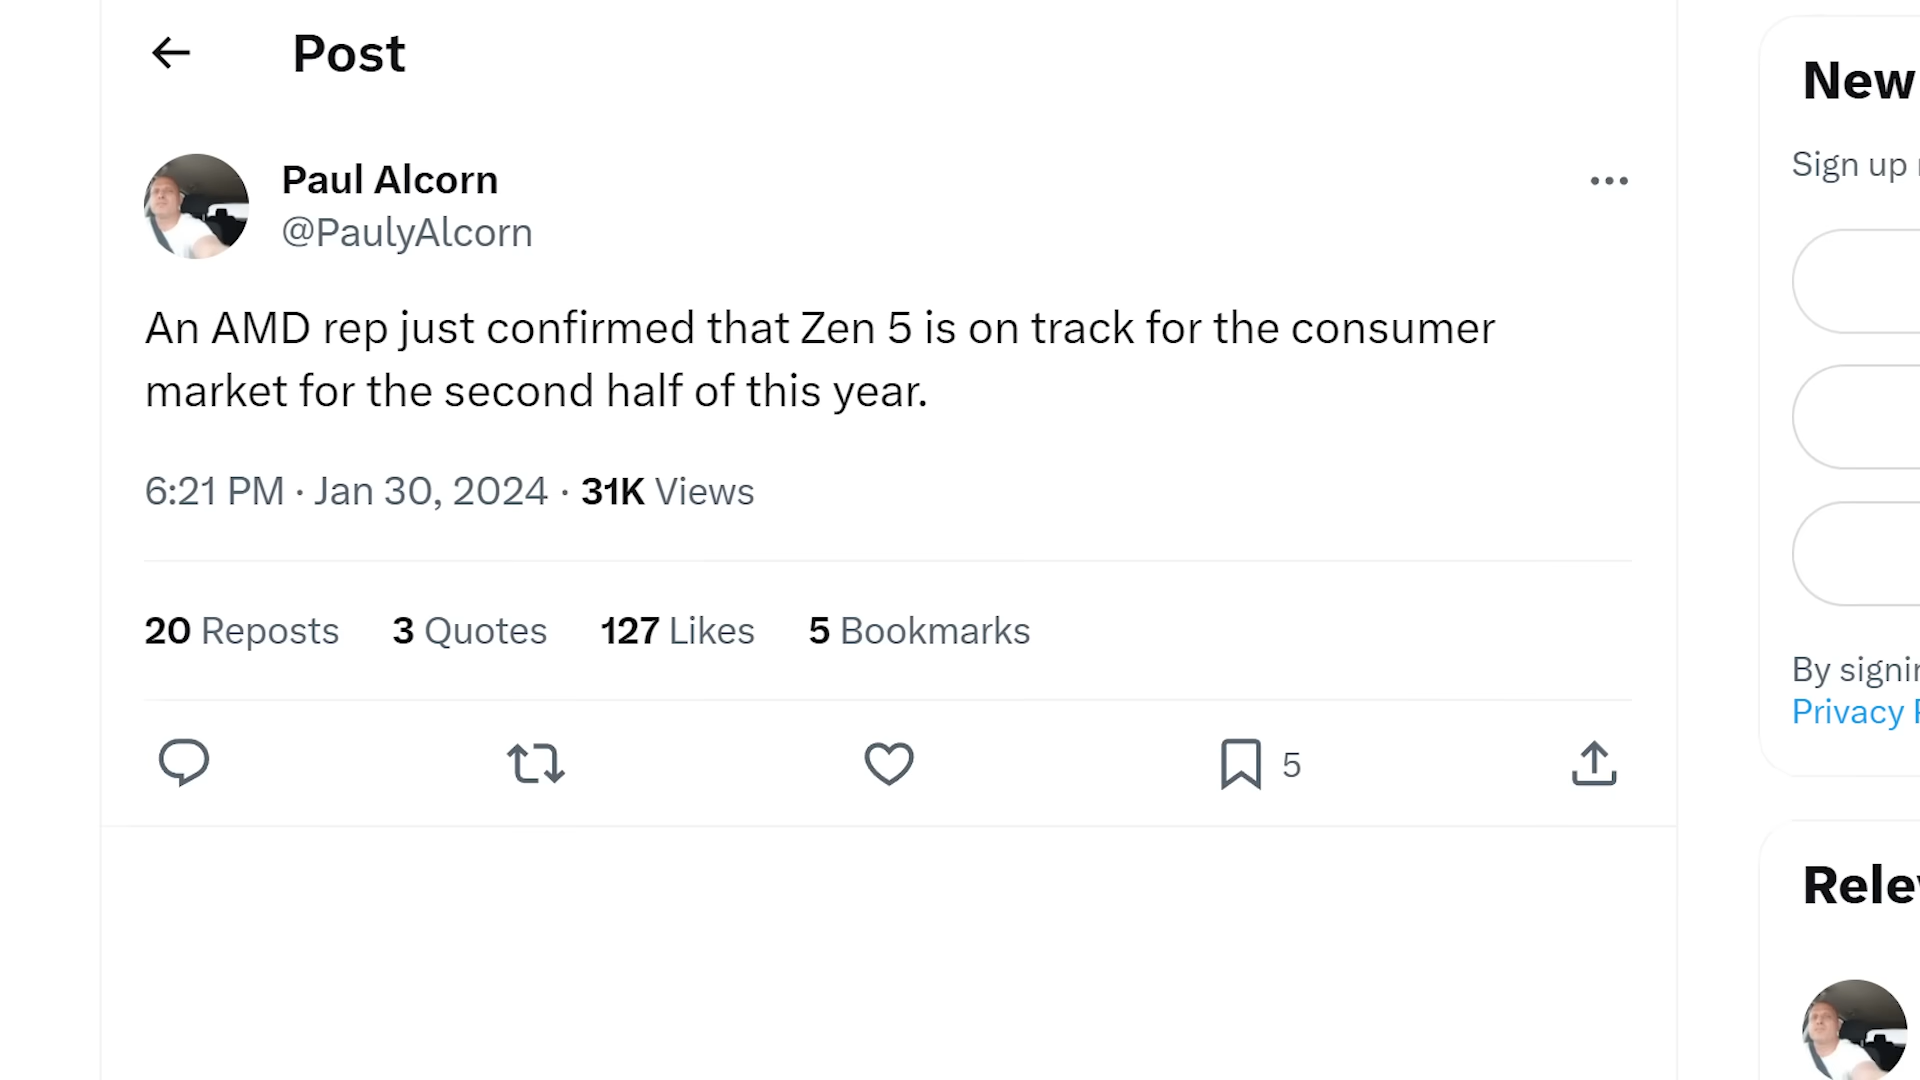 Post
Paul Alcorn
@PaulyAlcorn
An AMD rep just confirmed that Zen 5 is on track for the consumer
market for the second half of this year.
6:21 PM · Jan 30, 2024 · 31K Views
20 Reposts 3 Quotes 127 Likes 5 Bookmarks
5
New
Sign up
By
Privacy